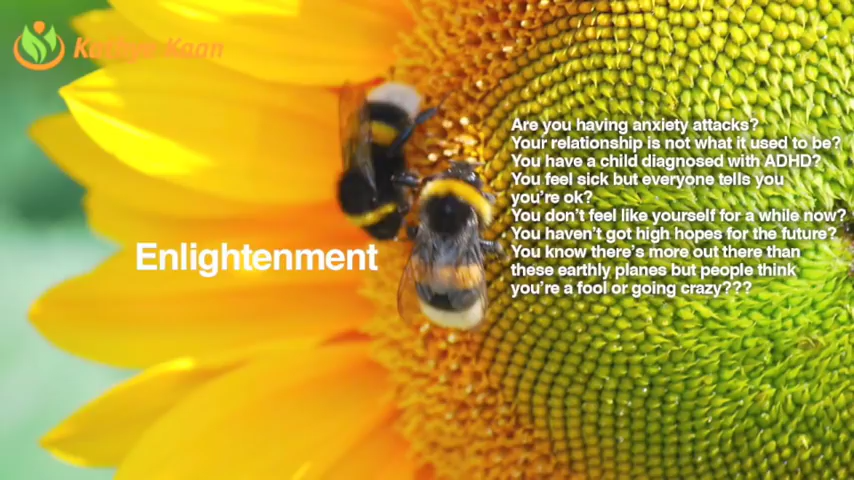 Kaan
Are you having anxiety attacks?
Your relationship is not what it used to be?
You have a child diagnosed with ADHD?
You feel sick but everyone tells you
you're ok?
You don't feel like yourself for a while now?
You haven't got high hopes for the future?
You know there's more out there than
these earthly planes but people think
you're a fool or going crazy???
Enlightenment